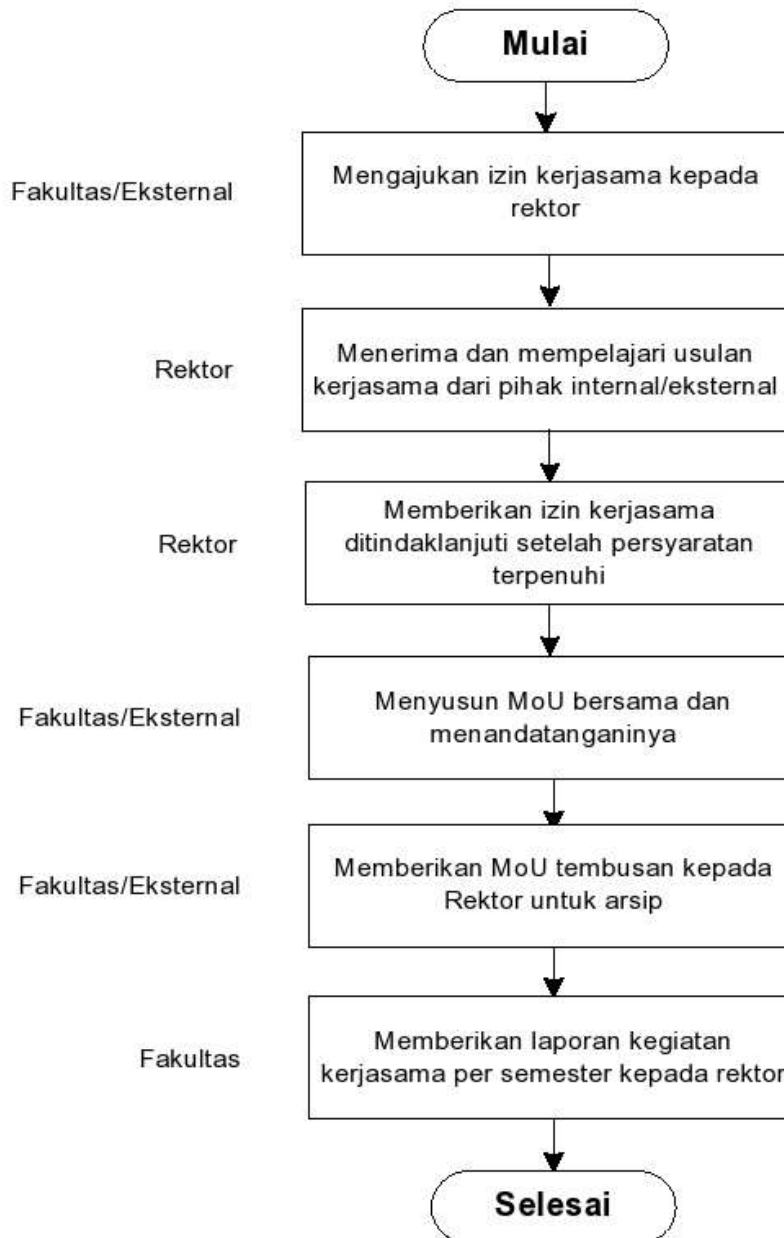 Mulai
Fakultas/Eksternal
Mengajukan izin kerjasama kepada
rektor
Rektor
Menerima dan mempelajari usulan
kerjasama dari pihak internal/eksternal
Rektor
Memberikan izin kerjasama
ditindaklanjuti setelah persyaratan
terpenuhi
Fakultas/Eksternal
Menyusun MoU bersama dan
menandatanganinya
Fakultas/Eksternal
Memberikan MoU tembusan kepada
Rektor untuk arsip
Fakultas
Memberikan laporan kegiatan
kerjasama per semester kepada rektor
Selesai